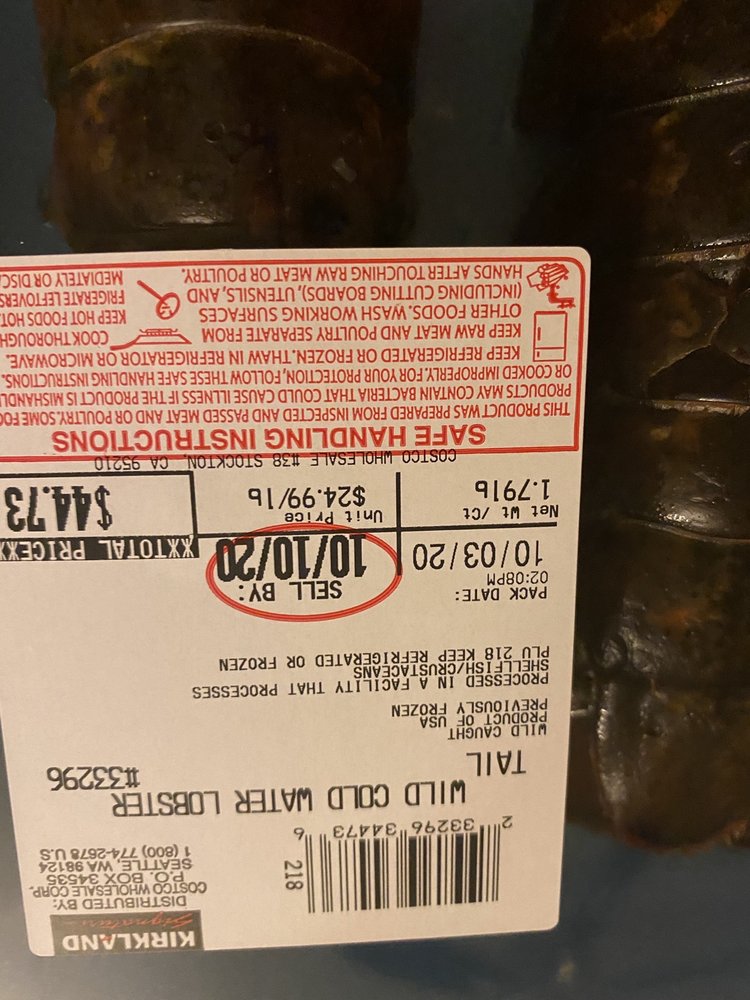 KIRKLAND
Signature
DISTRIBUTED BY:
COSTCO WHOLESALE CORP.
P.O. BOX 34535
SEATTLE, WA 98124
1 (800) 774-2678 U.S
218
2 33296 34473 6
WILD COLD WATER LOBSTER
TAIL #33296
WILD CAUGHT
PRODUCT OF USA
PREVIOUSLY FROZEN
PROCESSED IN A FACILITY THAT PROCESSES
SHELLFISH/CRUSTACEANS
PLU 218 KEEP REFRIGERATED OR FROZEN
PACK DATE: 02:08PM
10/03/20
SELL BY:
10/10/20
XXTOTAL PRICEXX
$44.73
Net Wt /Ct
1.79lb
Unit Price
$24.99/lb
COSTCO WHOLESALE #38 STOCKTON, CA 95210
SAFE HANDLING INSTRUCTIONS
THIS PRODUCT WAS PREPARED FROM INSPECTED AND PASSED MEAT AND OR POULTRY. SOME FOO
PRODUCTS MAY CONTAIN BACTERIA THAT COULD CAUSE ILLNESS IF THE PRODUCT IS MISHANDL
OR COOKED IMPROPERLY. FOR YOUR PROTECTION, FOLLOW THESE SAFE HANDLING INSTRUCTIONS.
KEEP REFRIGERATED OR FROZEN. THAW IN REFRIGERATOR OR MICROWAVE.
KEEP RAW MEAT AND POULTRY SEPARATE FROM
OTHER FOODS. WASH WORKING SURFACES
(INCLUDING CUTTING BOARDS), UTENSILS, AND
HANDS AFTER TOUCHING RAW MEAT OR POULTRY.
COOK THOROUGH
KEEP HOT FOODS HOT.
FRIGERATE LEFTOVERS
MEDIATELY OR DISC